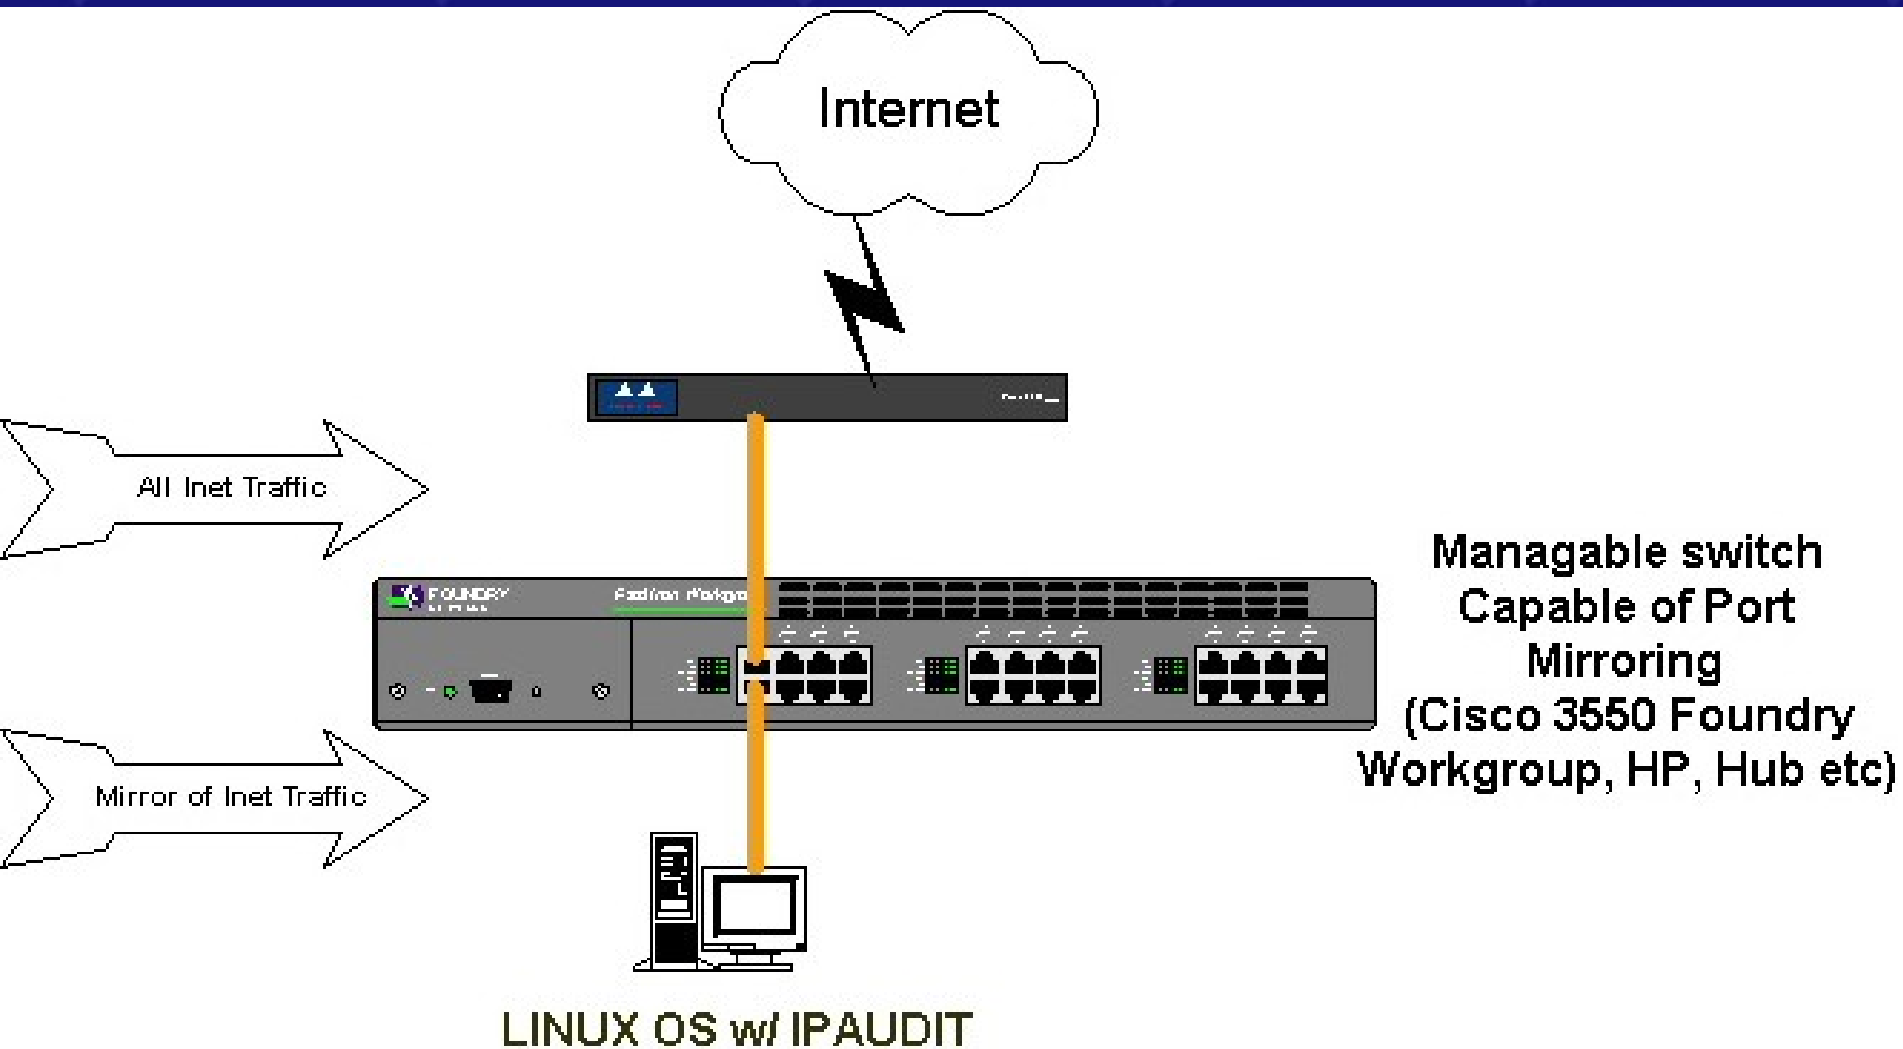 Internet
All Inet Traffic
FOUNDRY
Managable switch
Capable of Port
Mirroring
(Cisco 3550 Foundry
Workgroup, HP, Hub etc)
Mirror of Inet Traffic
LINUX OS w/ IPAUDIT